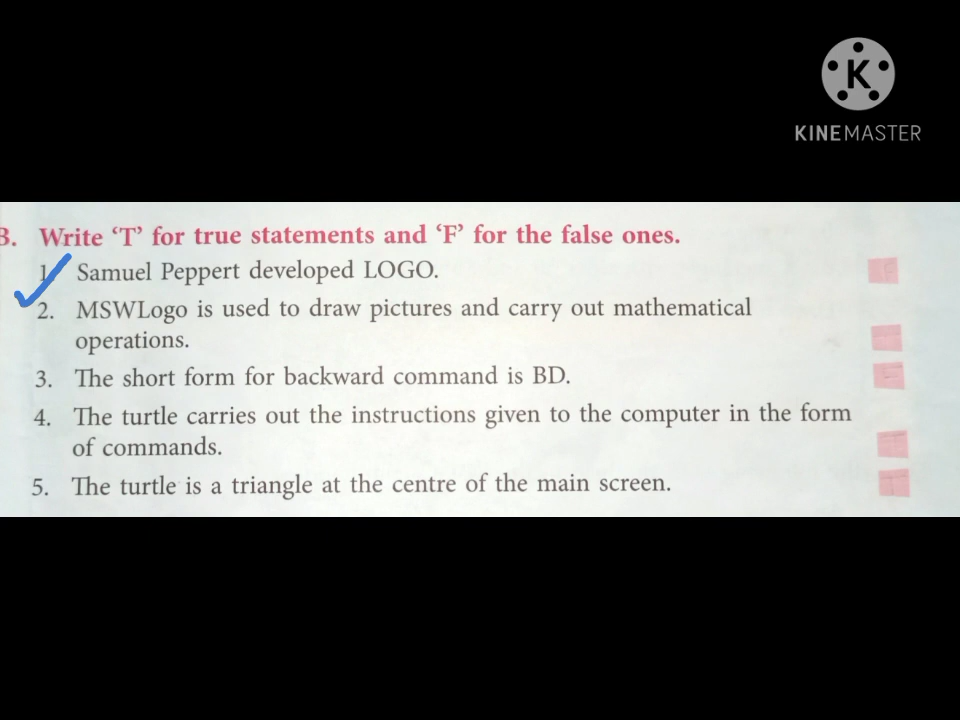 K
KINEMASTER
B. Write ‘T’ for true statements and ‘F’ for the false ones.
1. Samuel Peppert developed LOGO.
2. MSWLogo is used to draw pictures and carry out mathematical
operations.
3. The short form for backward command is BD.
4. The turtle carries out the instructions given to the computer in the form
of commands.
5. The turtle is a triangle at the centre of the main screen.